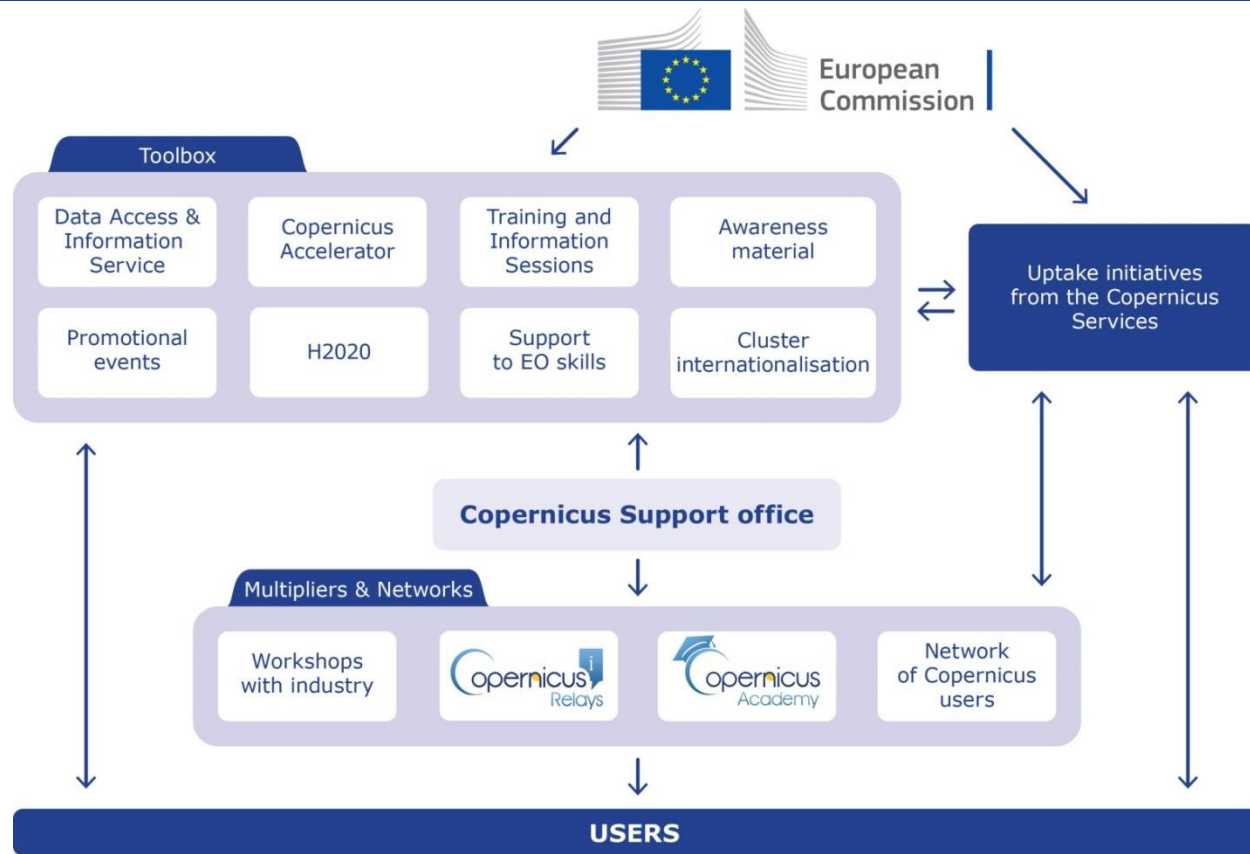 European
Commission
Toolbox
Data Access &
Information
Service
Copernicus
Accelerator
Training and
Information
Sessions
Awareness
material
Promotional
events
H2020
Support
to EO skills
Cluster
internationalisation
Uptake initiatives
from the Copernicus
Services
Copernicus Support office
Multipliers & Networks
Workshops
with industry
Copernicus
i
Relays
Copernicus
Academy
Network
of Copernicus
users
USERS